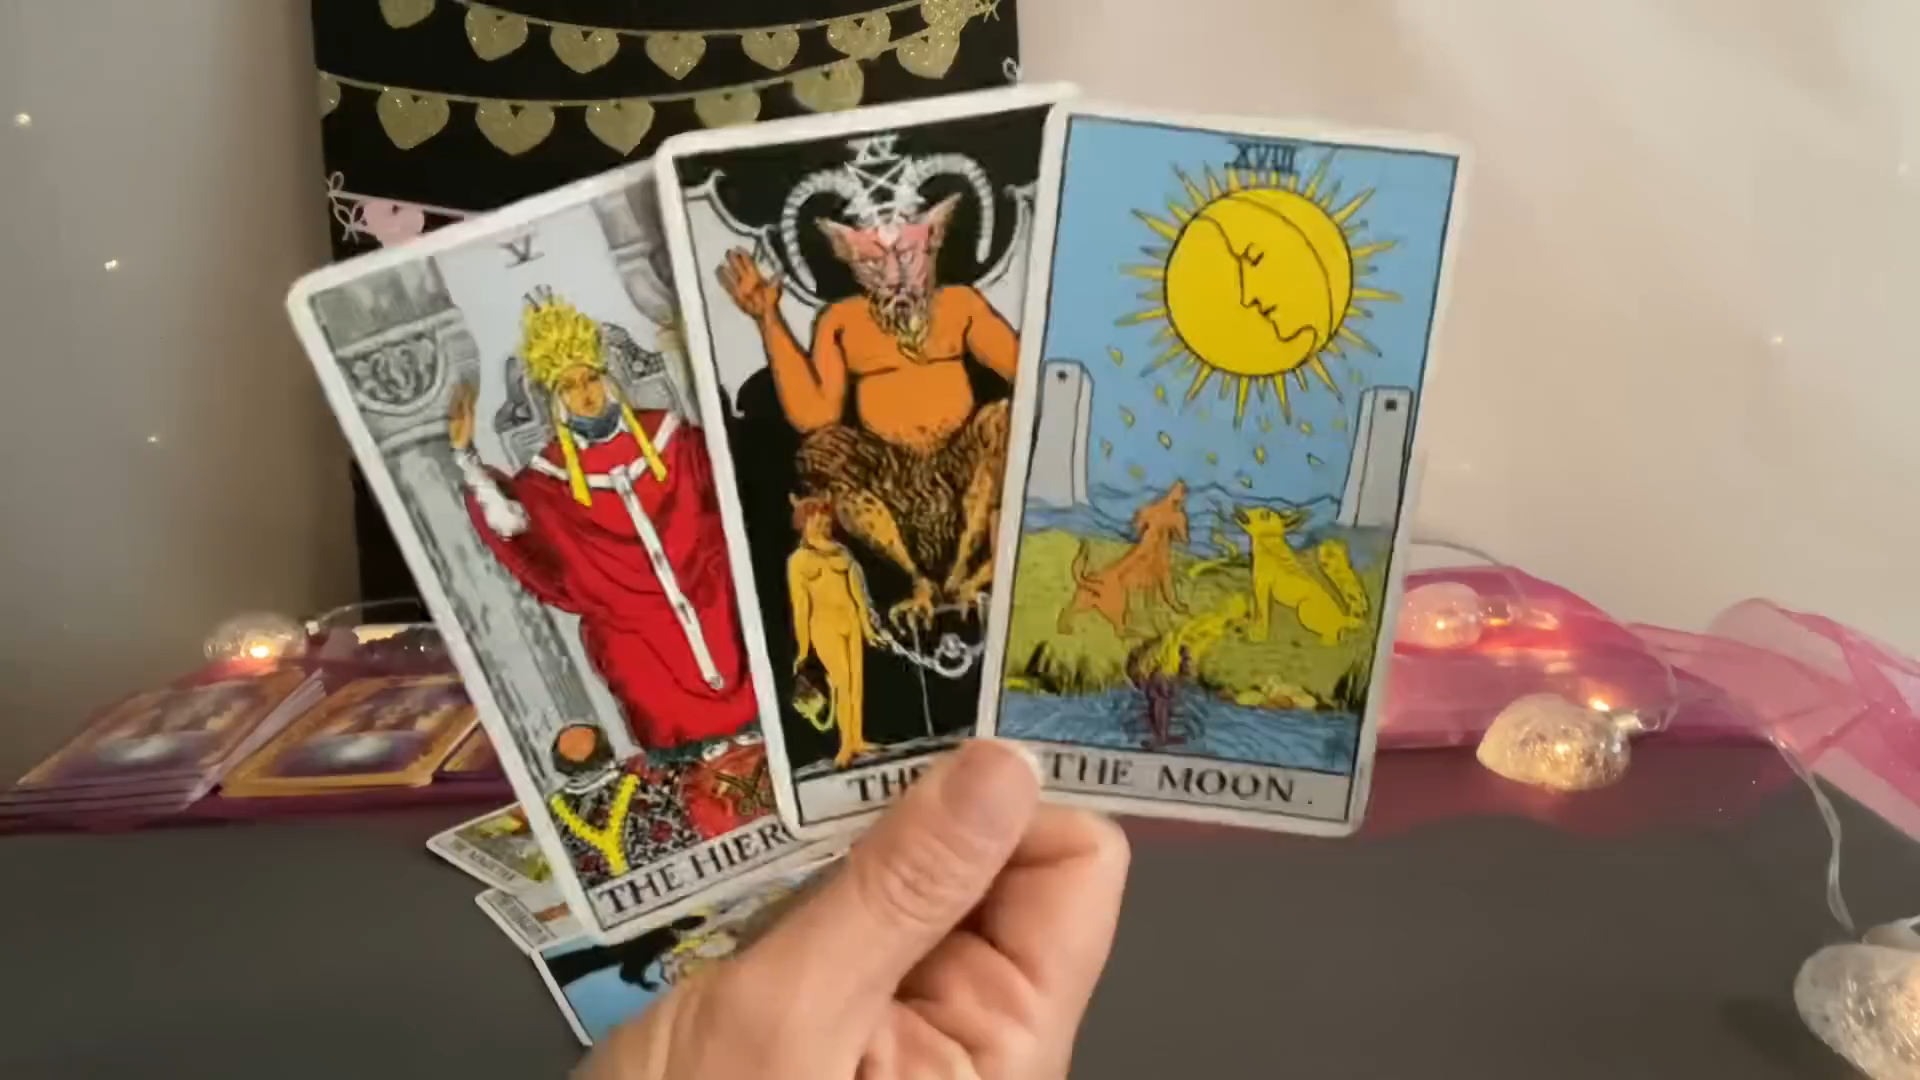 V
XV
XVIII
THE HIER
THE
THE MOON.